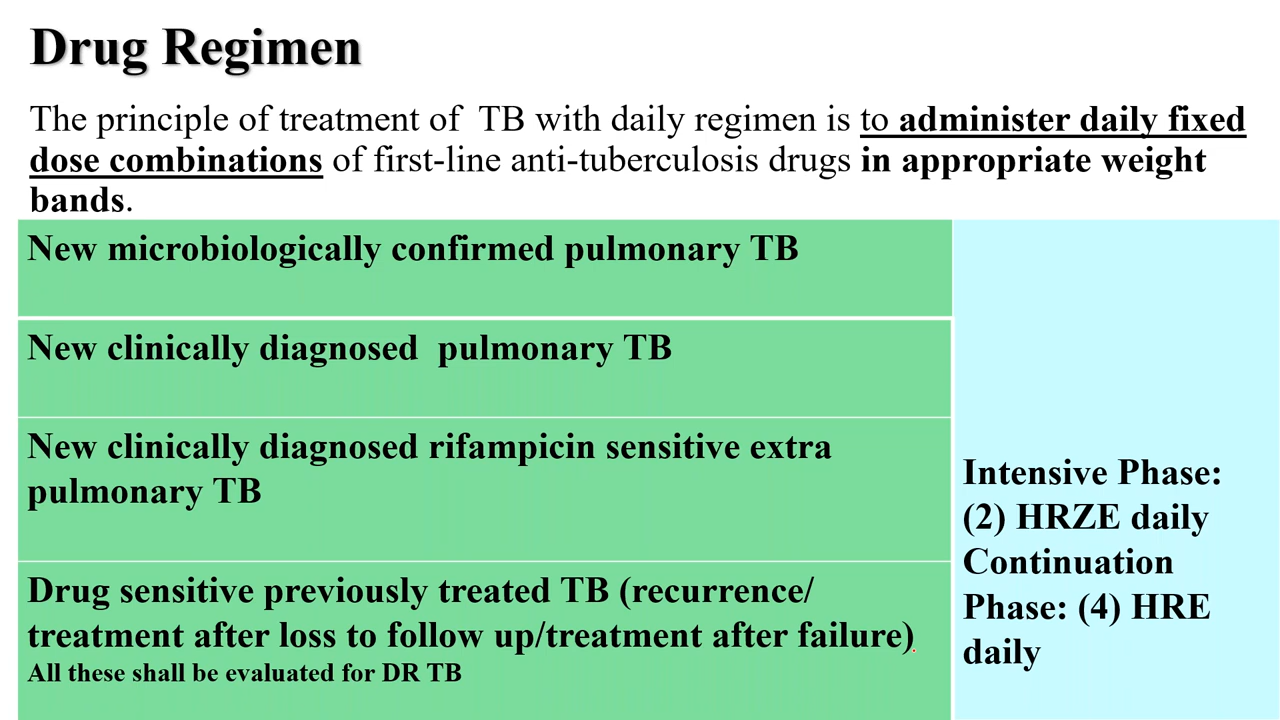 Drug Regimen
The principle of treatment of  TB with daily regimen is to administer daily fixed
dose combinations of first-line anti-tuberculosis drugs in appropriate weight
bands.
New microbiologically confirmed pulmonary TB
New clinically diagnosed  pulmonary TB
New clinically diagnosed rifampicin sensitive extra
pulmonary TB
Drug sensitive previously treated TB (recurrence/
treatment after loss to follow up/treatment after failure)
All these shall be evaluated for DR TB
Intensive Phase:
(2) HRZE daily
Continuation
Phase: (4) HRE
daily